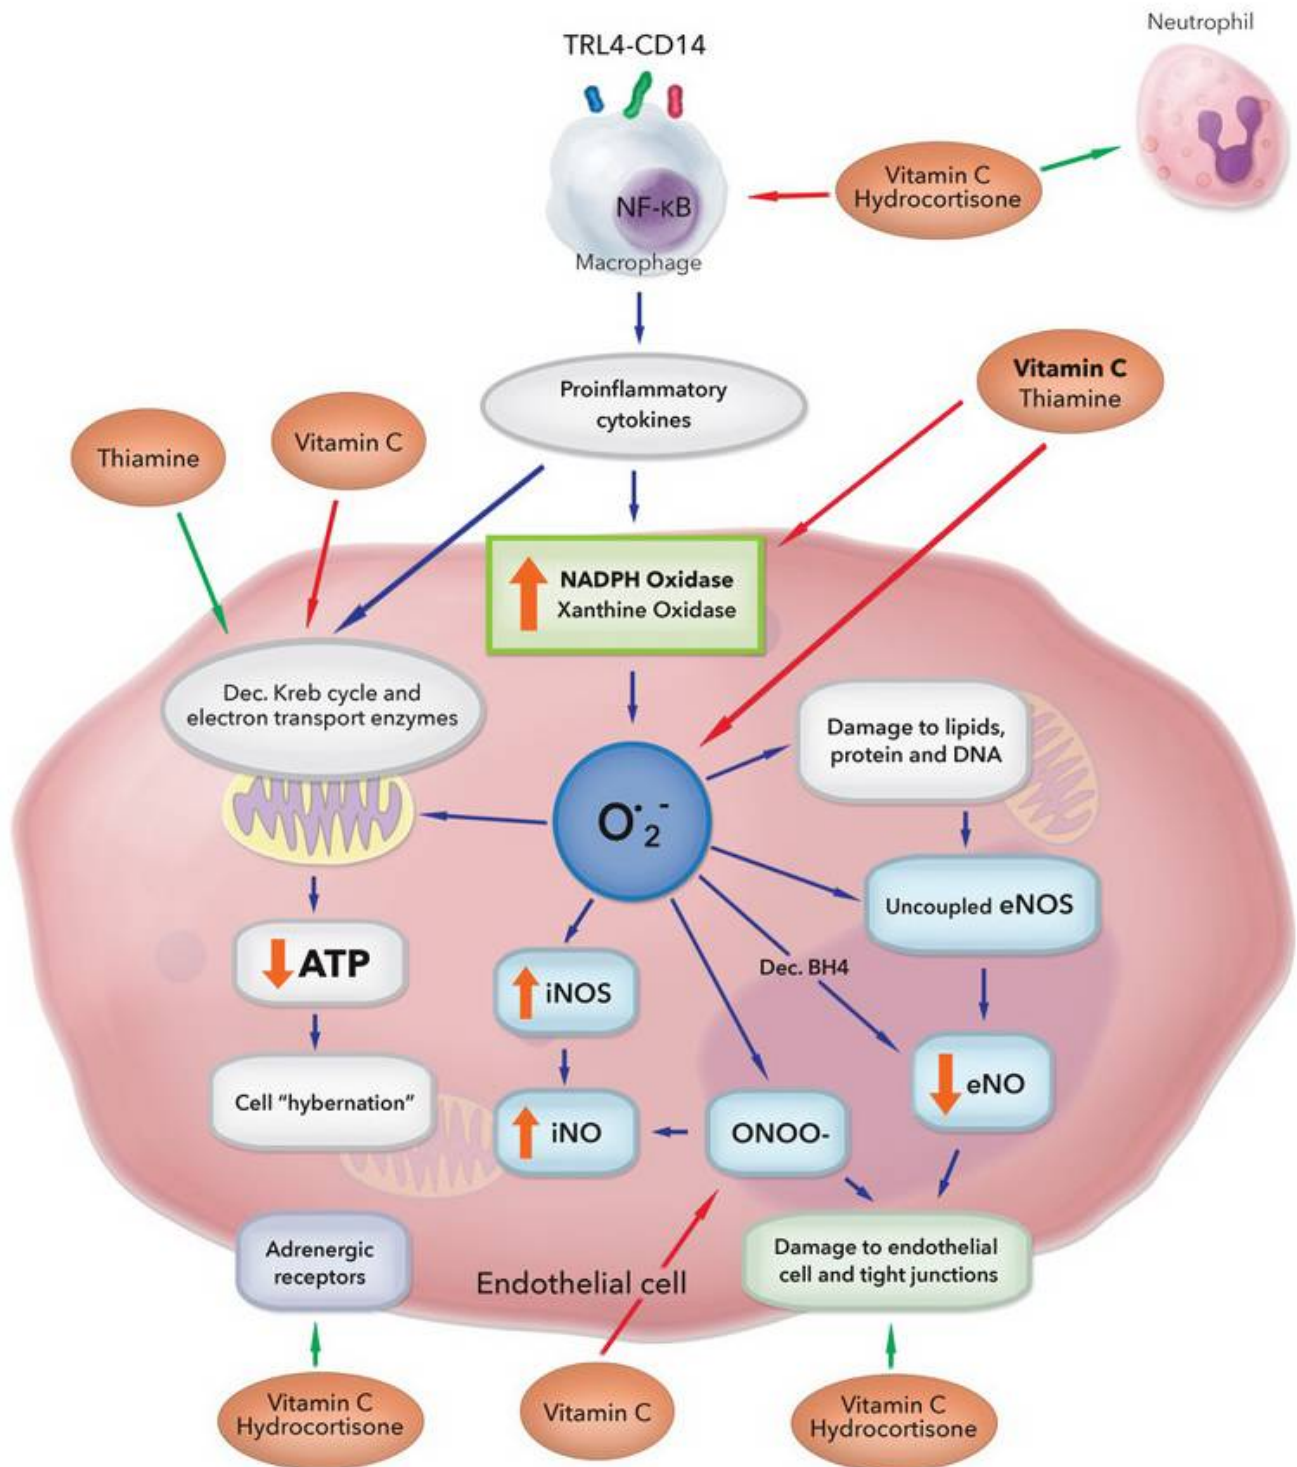 Neutrophil
TRL4-CD14
Vitamin C
Hydrocortisone
NF-κB
Macrophage
Proinflammatory
cytokines
Vitamin C
Thiamine
Thiamine
Vitamin C
NADPH Oxidase
Xanthine Oxidase
Dec. Kreb cycle and
electron transport enzymes
Damage to lipids,
protein and DNA
O˙₂⁻
Uncoupled eNOS
ATP
Dec. BH4
iNOS
eNO
Cell “hybernation”
iNO
ONOO-
Adrenergic
receptors
Endothelial cell
Damage to endothelial
cell and tight junctions
Vitamin C
Hydrocortisone
Vitamin C
Vitamin C
Hydrocortisone